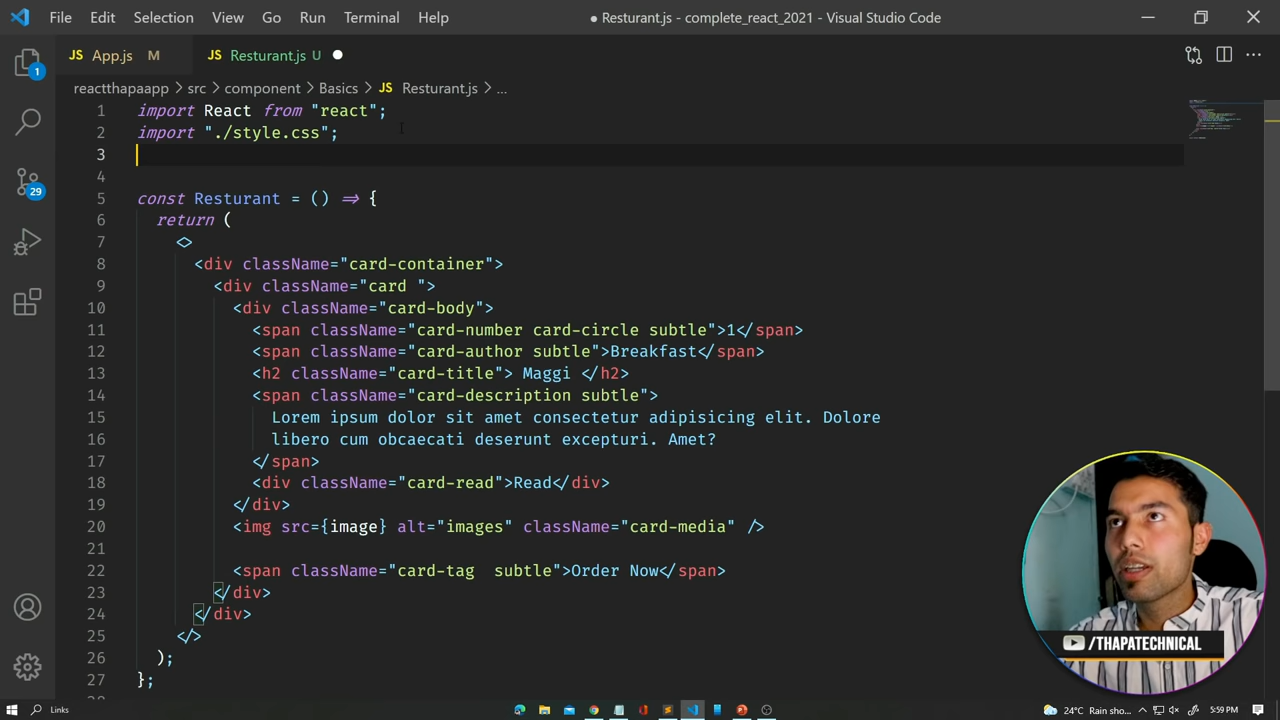 File Edit Selection View Go Run Terminal Help ● Resturant.js - complete_react_2021 - Visual Studio Code
JS App.js M JS Resturant.js U
reactthapaapp > src > component > Basics > JS Resturant.js > ...
1 import React from "react";
2 import "./style.css";
3
4
5 const Resturant = () => {
6 return (
7 <>
8 <div className="card-container">
9 <div className="card ">
10 <div className="card-body">
11 <span className="card-number card-circle subtle">1</span>
12 <span className="card-author subtle">Breakfast</span>
13 <h2 className="card-title"> Maggi </h2>
14 <span className="card-description subtle">
15 Lorem ipsum dolor sit amet consectetur adipisicing elit. Dolore
16 libero cum obcaecati deserunt excepturi. Amet?
17 </span>
18 <div className="card-read">Read</div>
19 </div>
20 <img src={image} alt="images" className="card-media" />
21
22 <span className="card-tag  subtle">Order Now</span>
23 </div>
24 </div>
25 </>
26 );
27 };
1
29
/THAPATECHNICAL
Links 24°C Rain sho... 5:59 PM